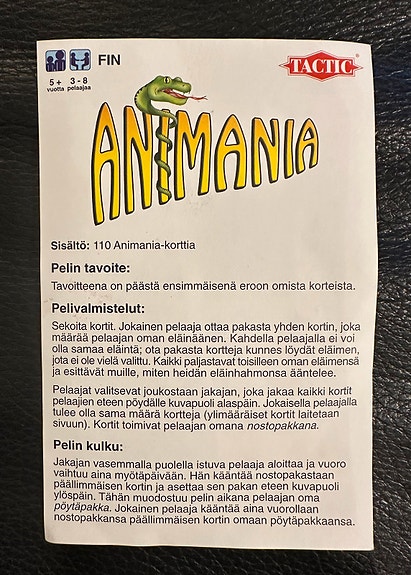 FIN
TACTIC
5 + vuotta
3 - 8 pelaajaa
ANIMANIA
Sisältö: 110 Animania-korttia
Pelin tavoite:
Tavoitteena on päästä ensimmäisenä eroon omista korteista.
Pelivalmistelut:
Sekoita kortit. Jokainen pelaaja ottaa pakasta yhden kortin, joka
määrää pelaajan oman eläinäänen. Kahdella pelaajalla ei voi
olla samaa eläintä; ota pakasta kortteja kunnes löydät eläimen,
jota ei ole vielä valittu. Kaikki paljastavat toisilleen oman eläimensä
ja esittävät muille, miten heidän eläinhahmonsa ääntelee.
Pelaajat valitsevat joukostaan jakajan, joka jakaa kaikki kortit
pelaajien eteen pöydälle kuvapuoli alaspäin. Jokaisella pelaajalla
tulee olla sama määrä kortteja (ylimääräiset kortit laitetaan
sivuun). Kortit toimivat pelaajan omana nostopakkana.
Pelin kulku:
Jakajan vasemmalla puolella istuva pelaaja aloittaa ja vuoro
vaihtuu aina myötäpäivään. Hän kääntää nostopakastaan
päällimmäisen kortin ja asettaa sen pakan eteen kuvapuoli
ylöspäin. Tähän muodostuu pelin aikana pelaajan oma
pöytäpakka. Jokainen pelaaja kääntää aina vuorollaan
nostopakkansa päällimmäisen kortin omaan pöytäpakkaansa.